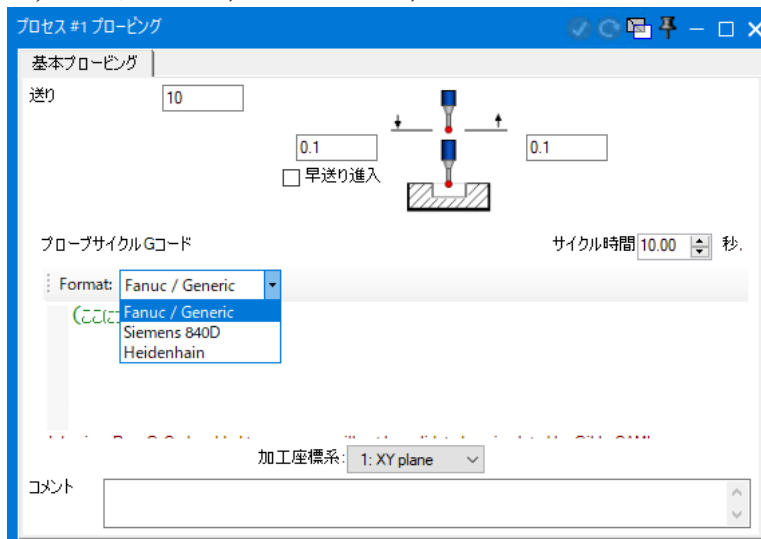 プロセス #1 プロービング
基本プロービング
送り 10
0.1 0.1
早送り進入
プローブサイクル Gコード サイクル時間 10.00 秒.
Format: Fanuc / Generic
(ここに
Fanuc / Generic
Siemens 840D
Heidenhain
加工座標系: 1: XY plane
コメント